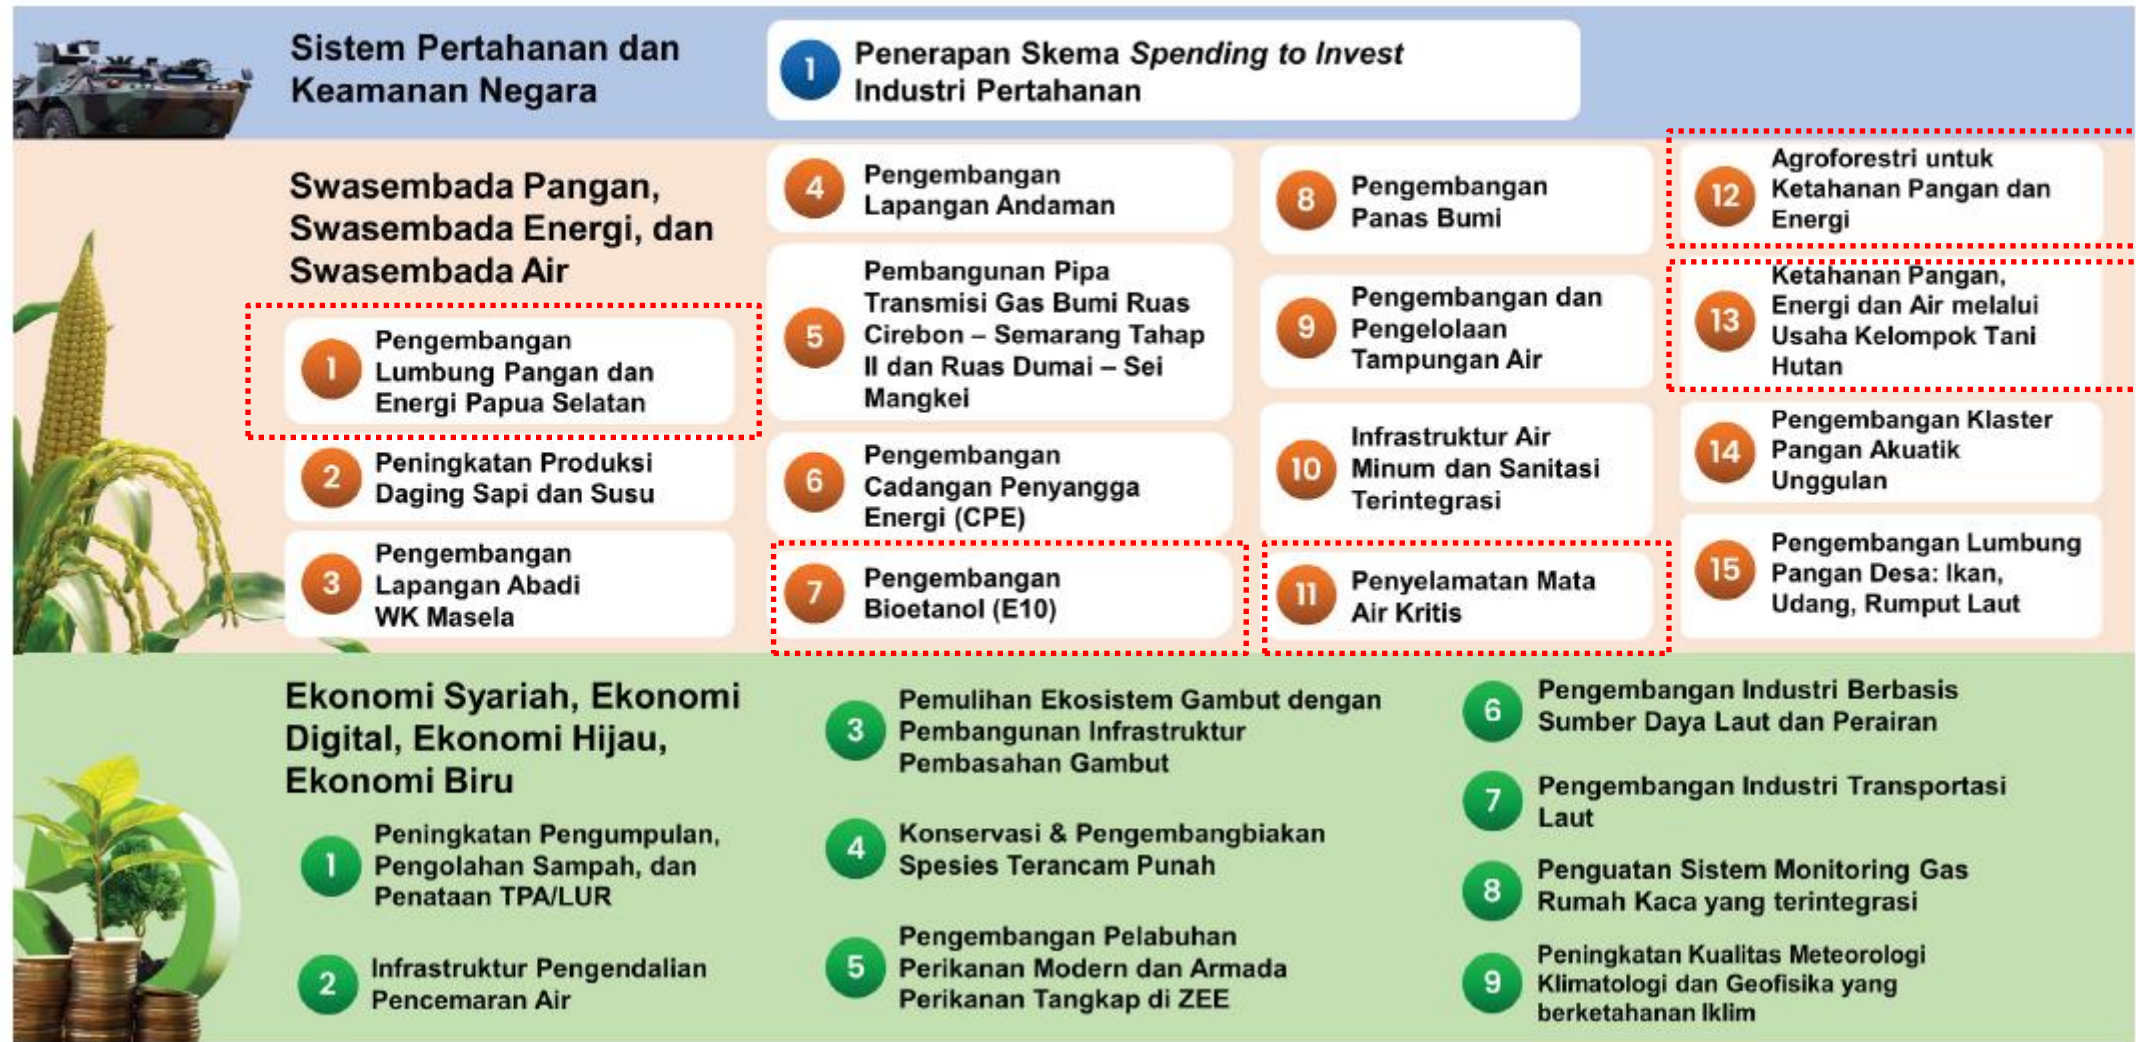 Sistem Pertahanan dan
Keamanan Negara
1
Penerapan Skema Spending to Invest
Industri Pertahanan
Swasembada Pangan,
Swasembada Energi, dan
Swasembada Air
1
Pengembangan
Lumbung Pangan dan
Energi Papua Selatan
2
Peningkatan Produksi
Daging Sapi dan Susu
3
Pengembangan
Lapangan Abadi
WK Masela
4
Pengembangan
Lapangan Andaman
5
Pembangunan Pipa
Transmisi Gas Bumi Ruas
Cirebon – Semarang Tahap
II dan Ruas Dumai – Sei
Mangkei
6
Pengembangan
Cadangan Penyangga
Energi (CPE)
7
Pengembangan
Bioetanol (E10)
8
Pengembangan
Panas Bumi
9
Pengembangan dan
Pengelolaan
Tampungan Air
10
Infrastruktur Air
Minum dan Sanitasi
Terintegrasi
11
Penyelamatan Mata
Air Kritis
12
Agroforestri untuk
Ketahanan Pangan dan
Energi
13
Ketahanan Pangan,
Energi dan Air melalui
Usaha Kelompok Tani
Hutan
14
Pengembangan Klaster
Pangan Akuatik
Unggulan
15
Pengembangan Lumbung
Pangan Desa: Ikan,
Udang, Rumput Laut
Ekonomi Syariah, Ekonomi
Digital, Ekonomi Hijau,
Ekonomi Biru
1
Peningkatan Pengumpulan,
Pengolahan Sampah, dan
Penataan TPA/LUR
2
Infrastruktur Pengendalian
Pencemaran Air
3
Pemulihan Ekosistem Gambut dengan
Pembangunan Infrastruktur
Pembasahan Gambut
4
Konservasi & Pengembangbiakan
Spesies Terancam Punah
5
Pengembangan Pelabuhan
Perikanan Modern dan Armada
Perikanan Tangkap di ZEE
6
Pengembangan Industri Berbasis
Sumber Daya Laut dan Perairan
7
Pengembangan Industri Transportasi
Laut
8
Penguatan Sistem Monitoring Gas
Rumah Kaca yang terintegrasi
9
Peningkatan Kualitas Meteorologi
Klimatologi dan Geofisika yang
berketahanan Iklim